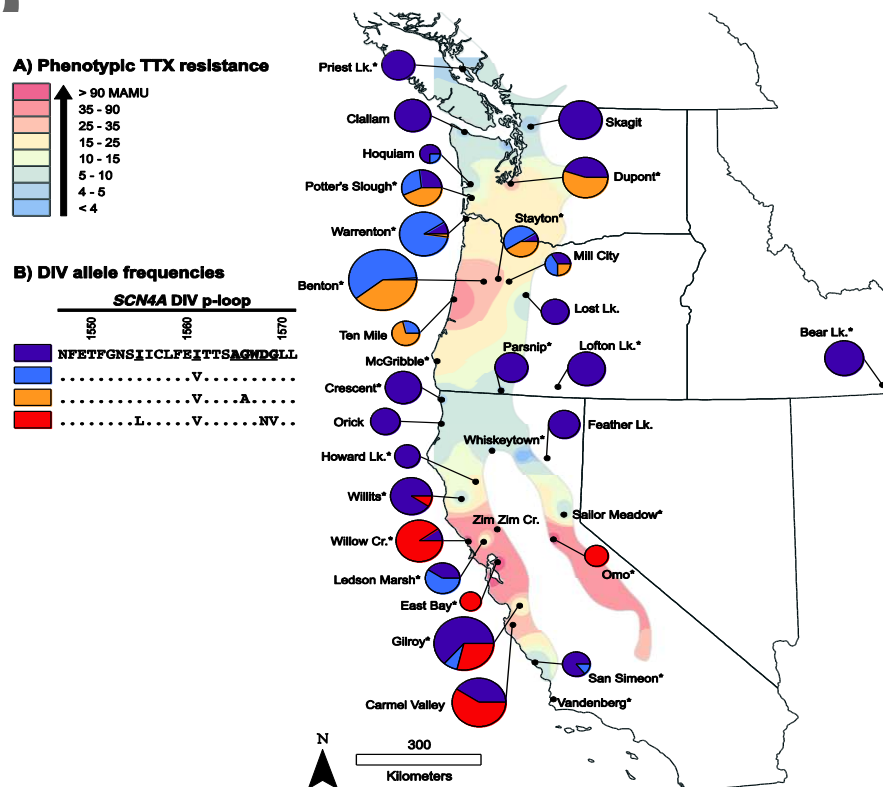 A) Phenotypic TTX resistance
> 90 MAMU
35 - 90
25 - 35
15 - 25
10 - 15
5 - 10
4 - 5
< 4
B) DIV allele frequencies
SCN4A DIV p-loop
1550 1560 1570
NFETFGNSIICLFEITTSAGWDGLL
..............V..........
..............V....A.....
........L.....V.......NV..
Priest Lk.*
Clallam
Skagit
Hoquiam
Potter's Slough*
Dupont*
Warrenton*
Stayton*
Mill City
Benton*
Lost Lk.
Ten Mile
McGribble*
Parsnip*
Lofton Lk.*
Bear Lk.*
Crescent*
Orick
Feather Lk.
Whiskeytown*
Howard Lk.*
Willits*
Sailor Meadow*
Zim Zim Cr.
Willow Cr.*
Omo*
Ledson Marsh*
East Bay*
Gilroy*
San Simeon*
Carmel Valley
Vandenberg*
N
300
Kilometers